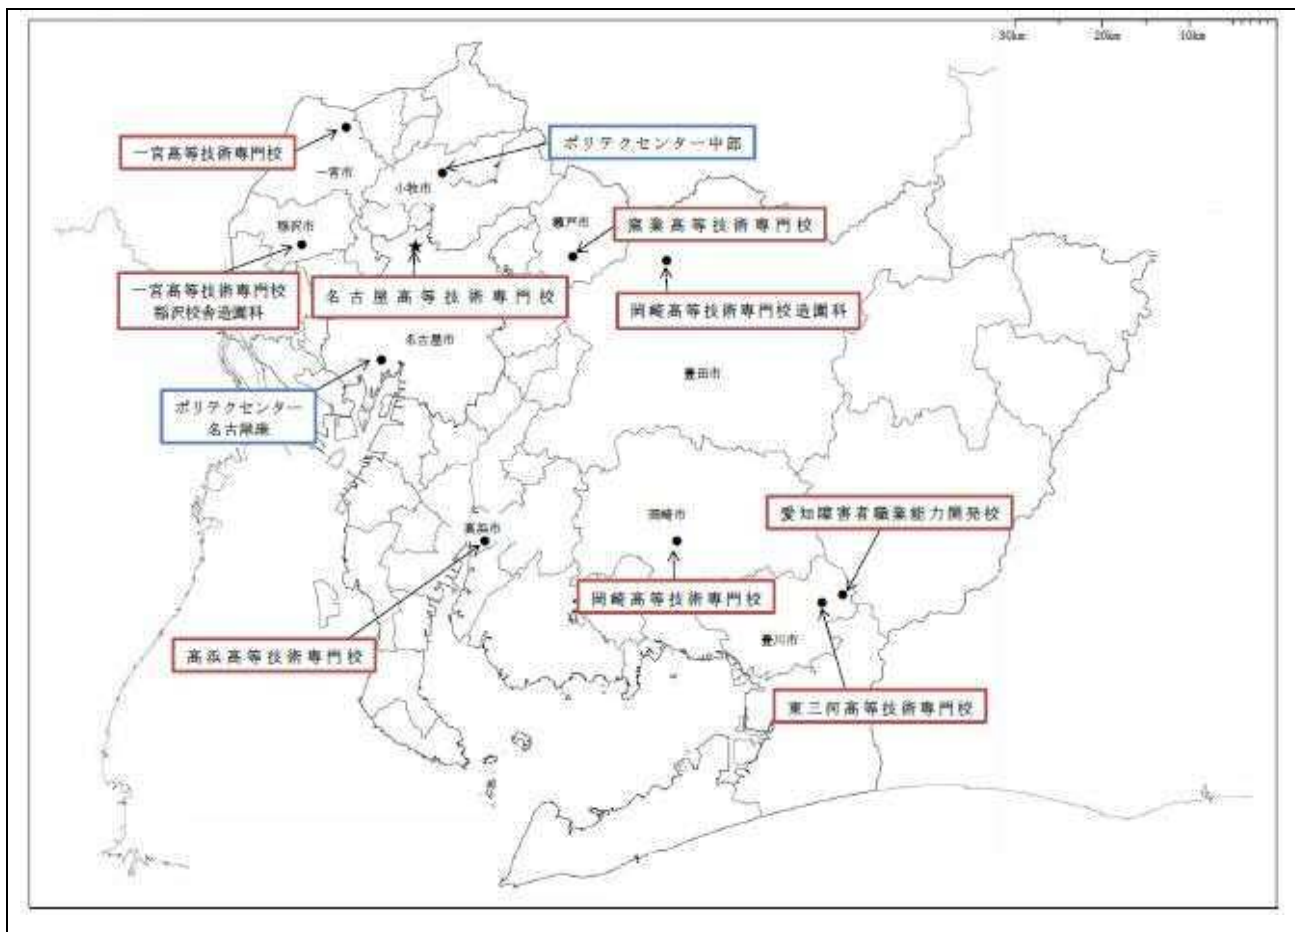 30km 20km 10km
一宮高等技術専門校
ポリテクセンター中部
一宮市
小牧市
瀬戸市
窯業高等技術専門校
稲沢市
一宮高等技術専門校
稲沢校舎造園科
名古屋高等技術専門校
岡崎高等技術専門校造園科
名古屋市
豊田市
ポリテクセンター
名古屋港
高浜市
岡崎市
愛知障害者職業能力開発校
岡崎高等技術専門校
豊川市
高浜高等技術専門校
東三河高等技術専門校